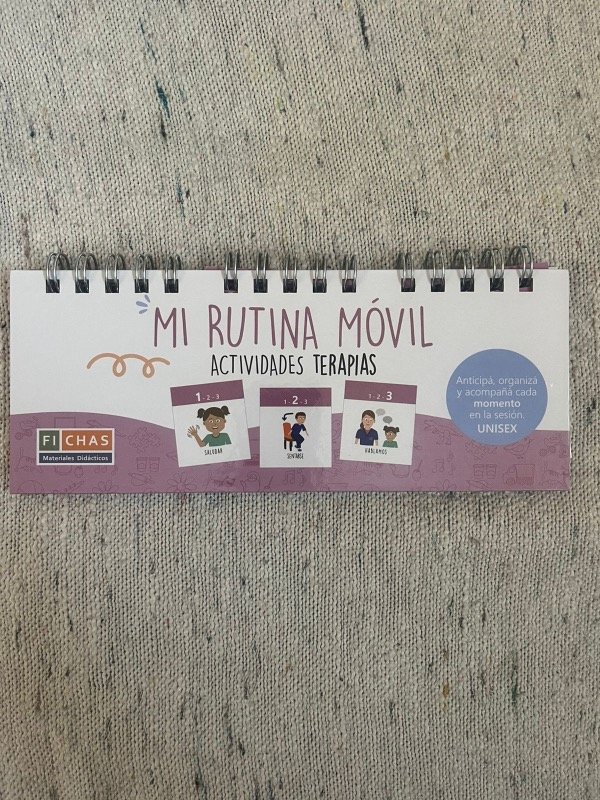 MI RUTINA MÓVIL
ACTIVIDADES TERAPIAS
1 - 2 - 3
SALUDAR
1 - 2 - 3
SENTARSE
1 - 2 - 3
HABLAMOS
Anticipá, organizá
y acompañá cada
momento
en la sesión.
UNISEX
FICHAS
Materiales Didácticos